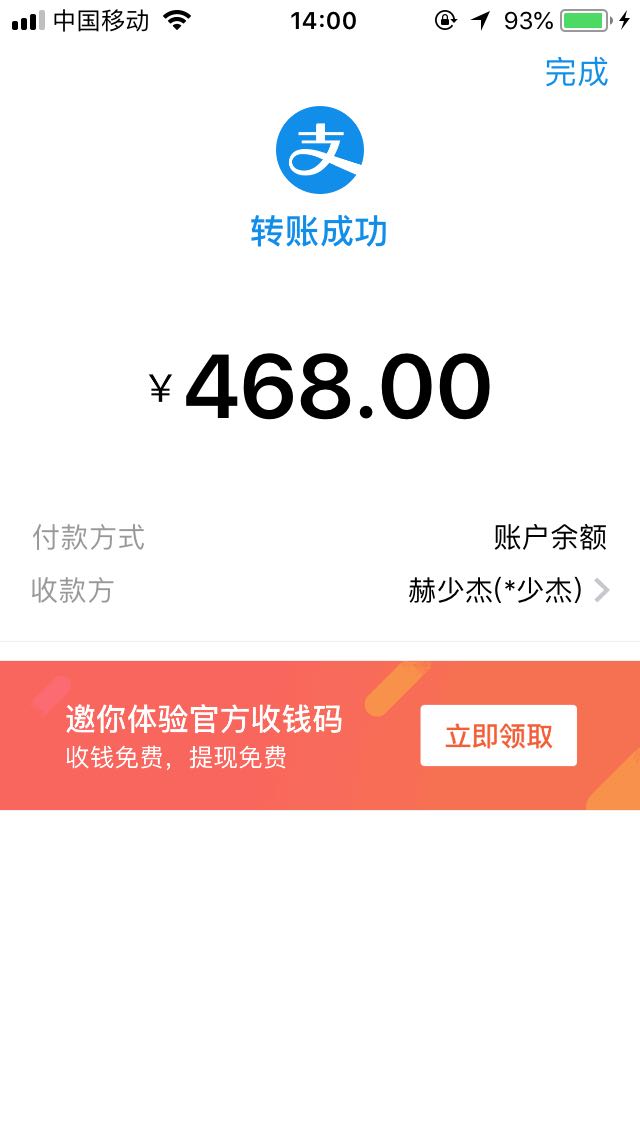 中国移动 14:00 93%
完成
支
转账成功
¥468.00
付款方式 账户余额
收款方 赫少杰(*少杰)
邀你体验官方收钱码
收钱免费，提现免费
立即领取